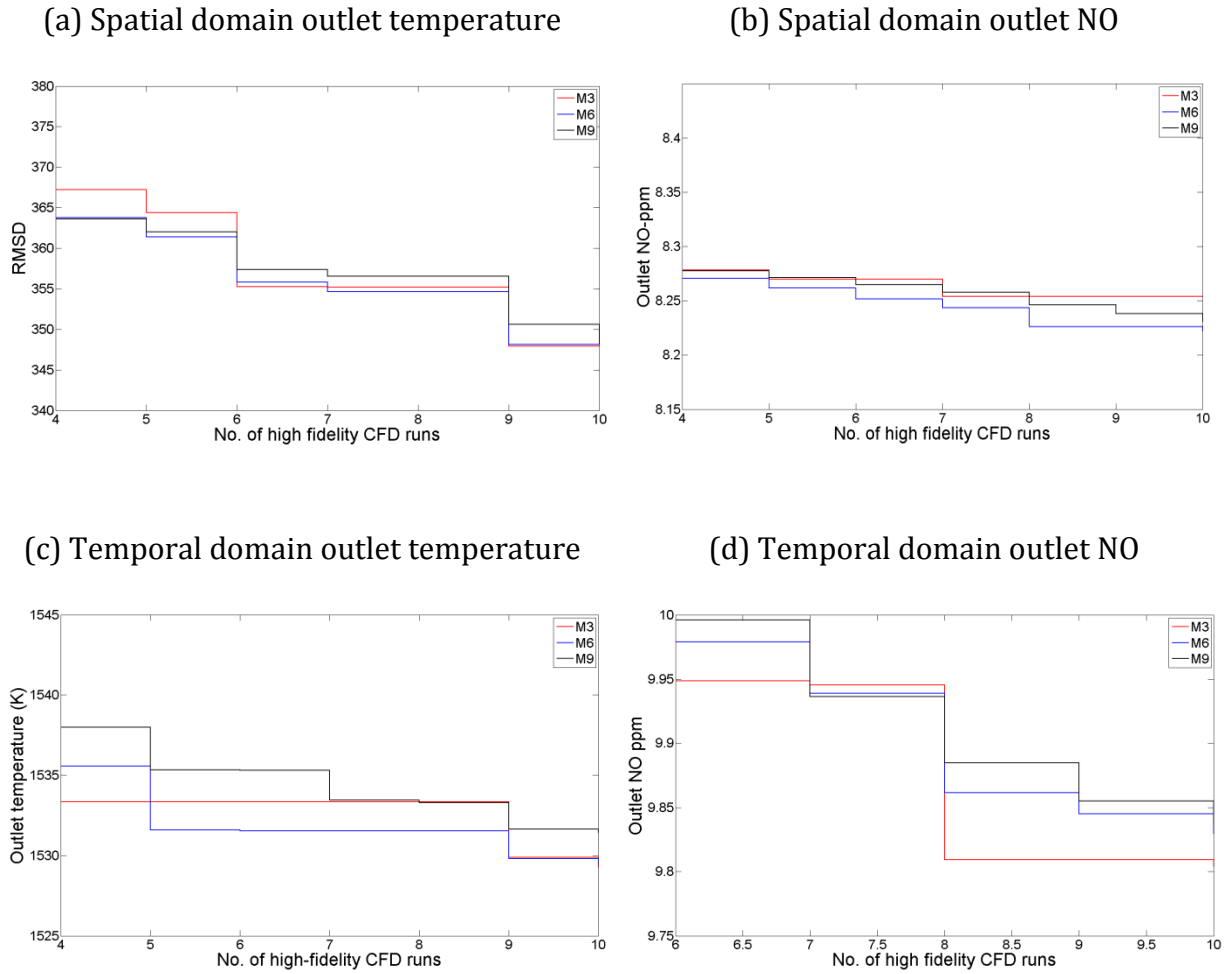 (a) Spatial domain outlet temperature
380
375
370
365
360
355
350
345
340
RMSD
4
5
6
7
8
9
10
No. of high fidelity CFD runs
M3
M6
M9
(b) Spatial domain outlet NO
8.4
8.35
8.3
8.25
8.2
8.15
Outlet NO-ppm
4
5
6
7
8
9
10
No. of high fidelity CFD runs
M3
M6
M9
(c) Temporal domain outlet temperature
1545
1540
1535
1530
1525
Outlet temperature (K)
4
5
6
7
8
9
10
No. of high-fidelity CFD runs
M3
M6
M9
(d) Temporal domain outlet NO
10
9.95
9.9
9.85
9.8
9.75
Outlet NO ppm
6
6.5
7
7.5
8
8.5
9
9.5
10
No. of high fidelity CFD runs
M3
M6
M9